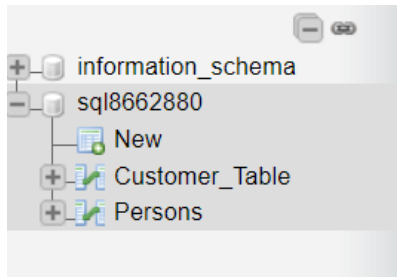 information_schema
sql8662880
New
Customer_Table
Persons